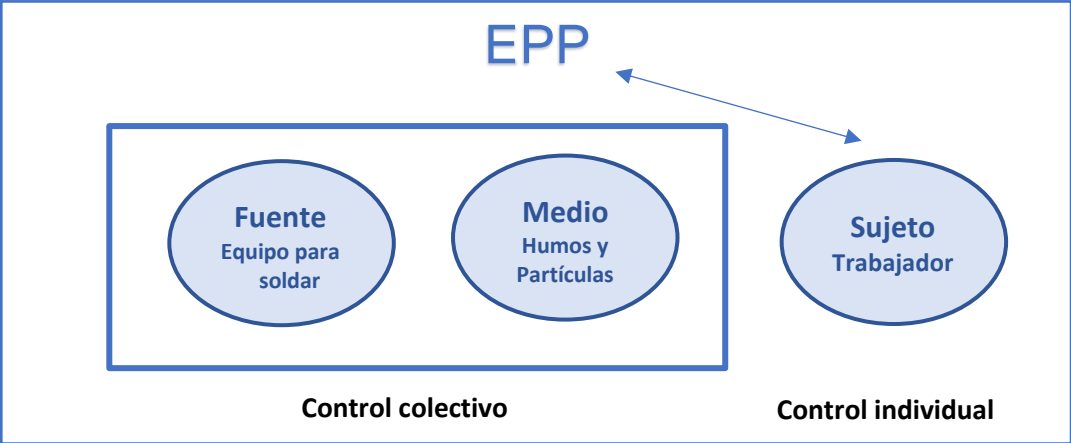 EPP
Fuente
Equipo para
soldar
Medio
Humos y
Partículas
Sujeto
Trabajador
Control colectivo
Control individual